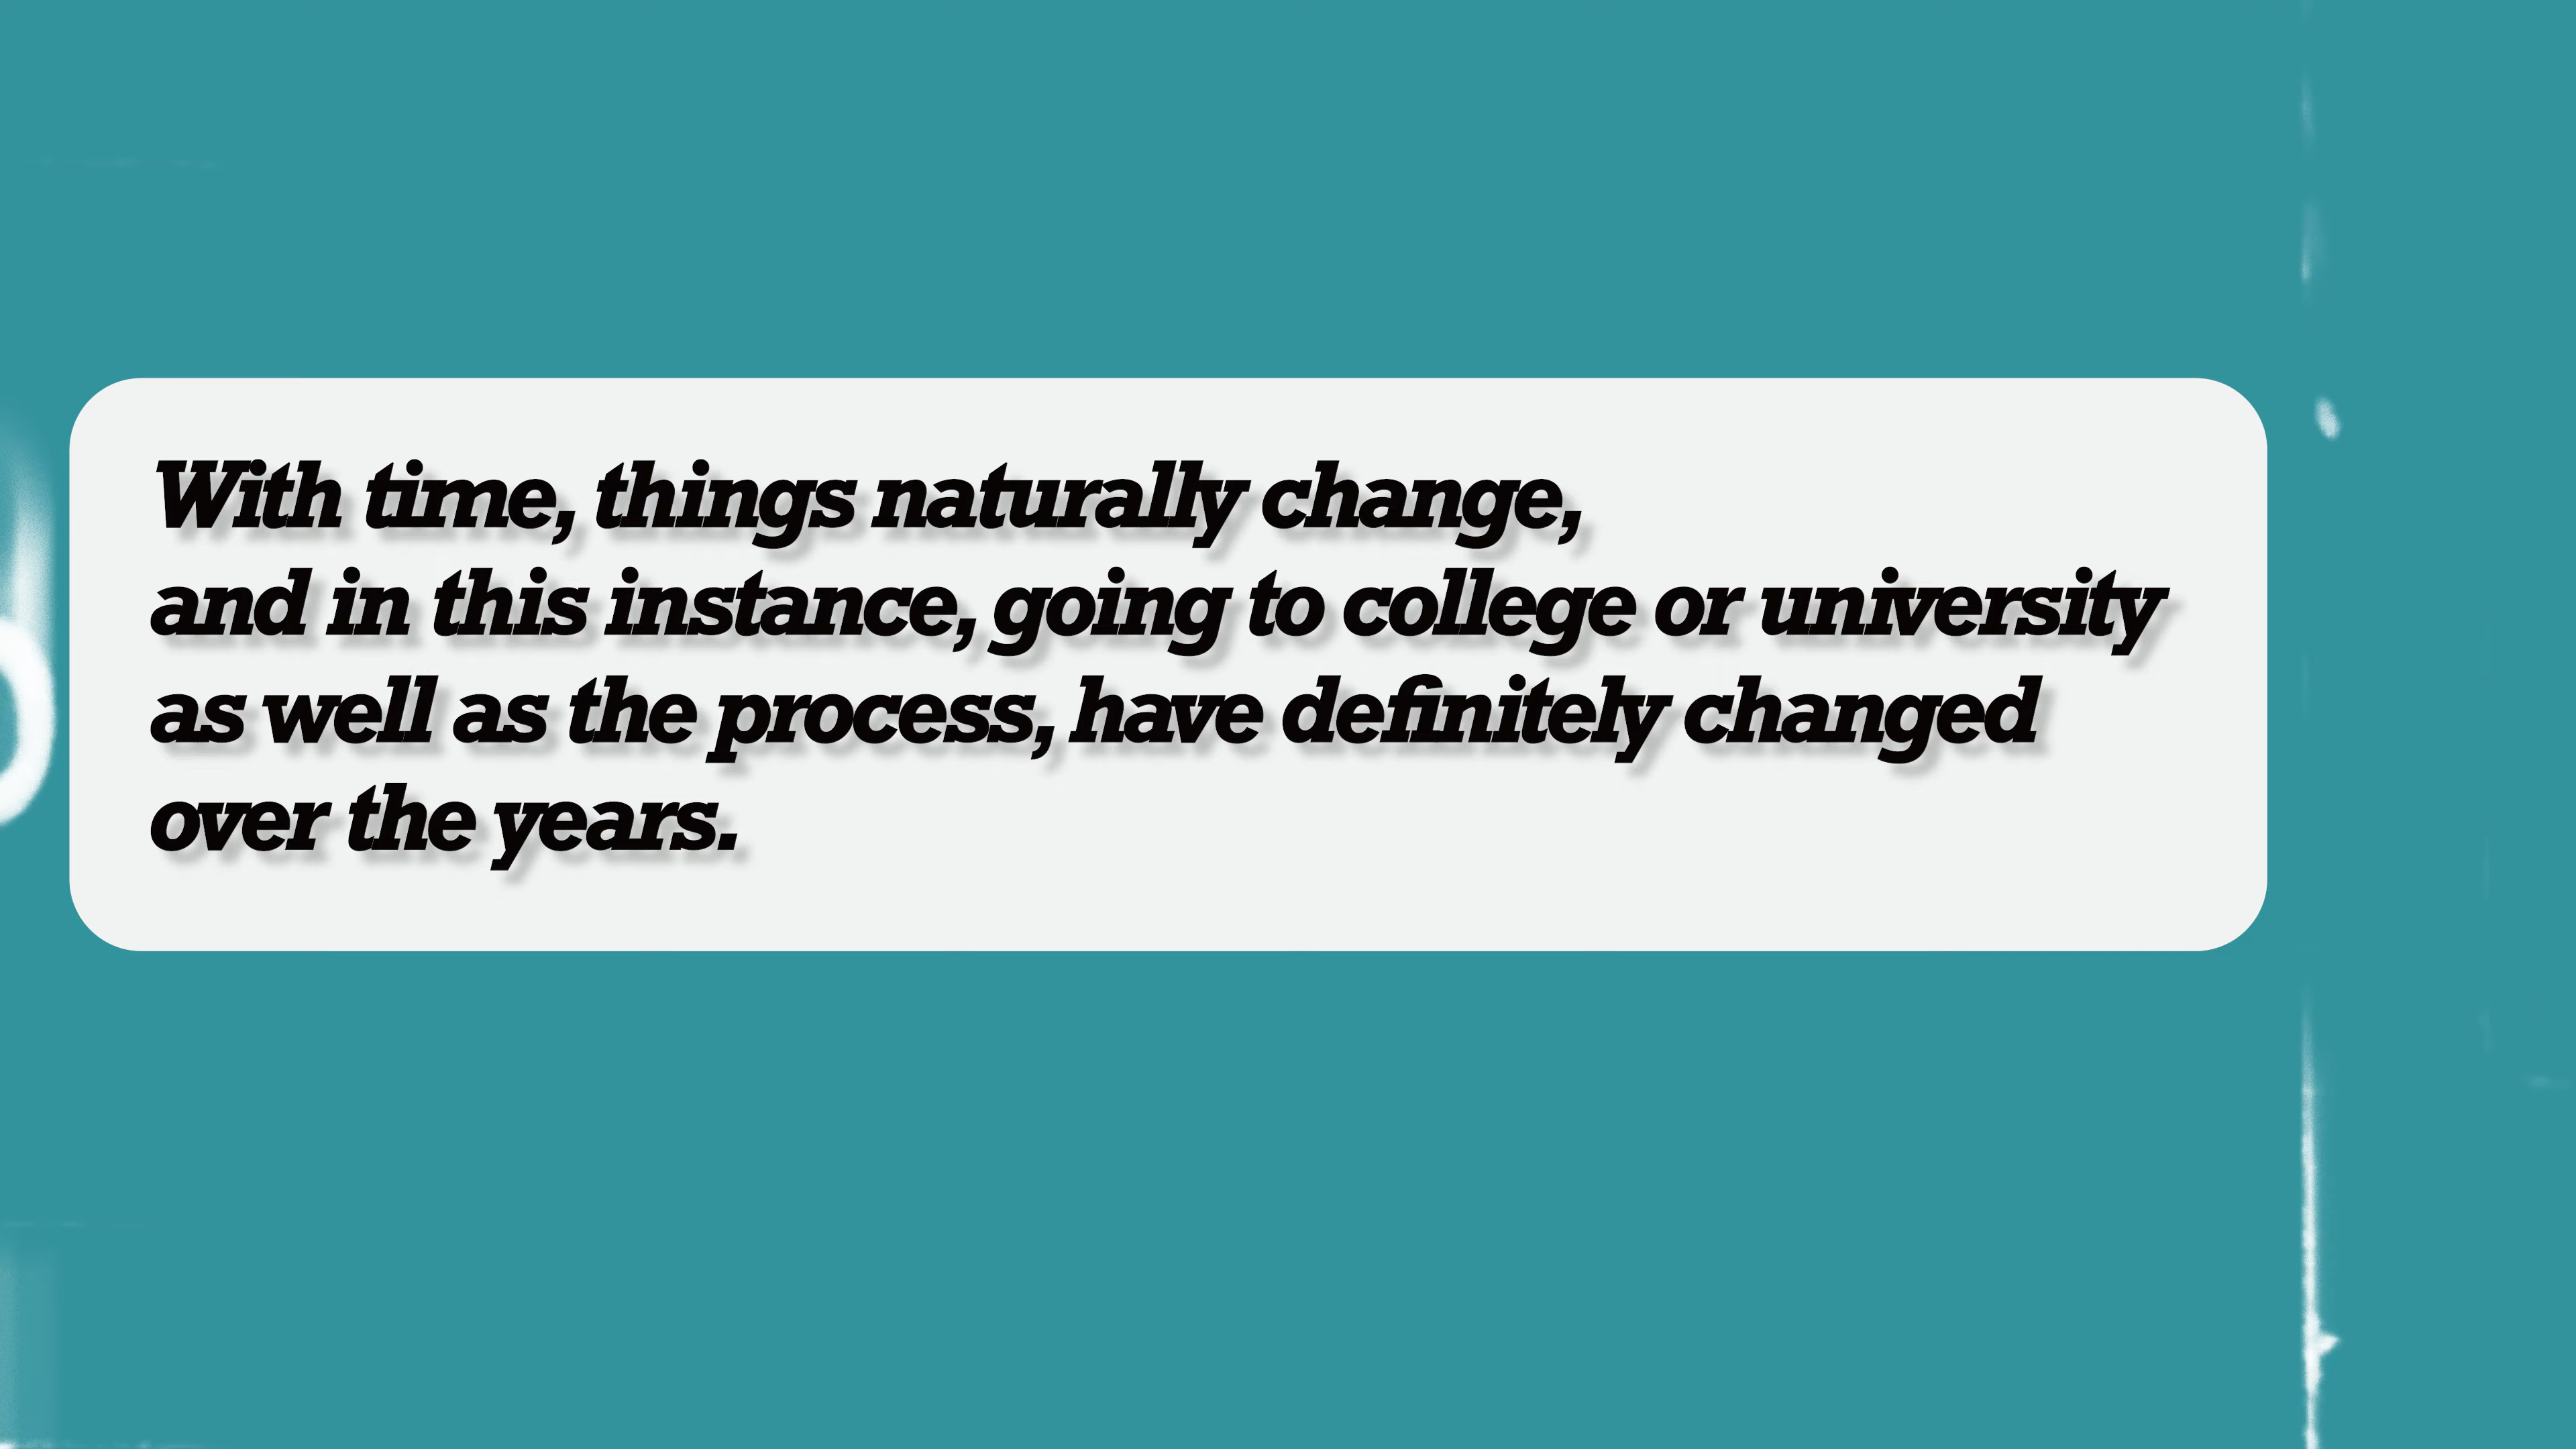 With time, things naturally change,
and in this instance, going to college or university
as well as the process, have definitely changed
over the years.